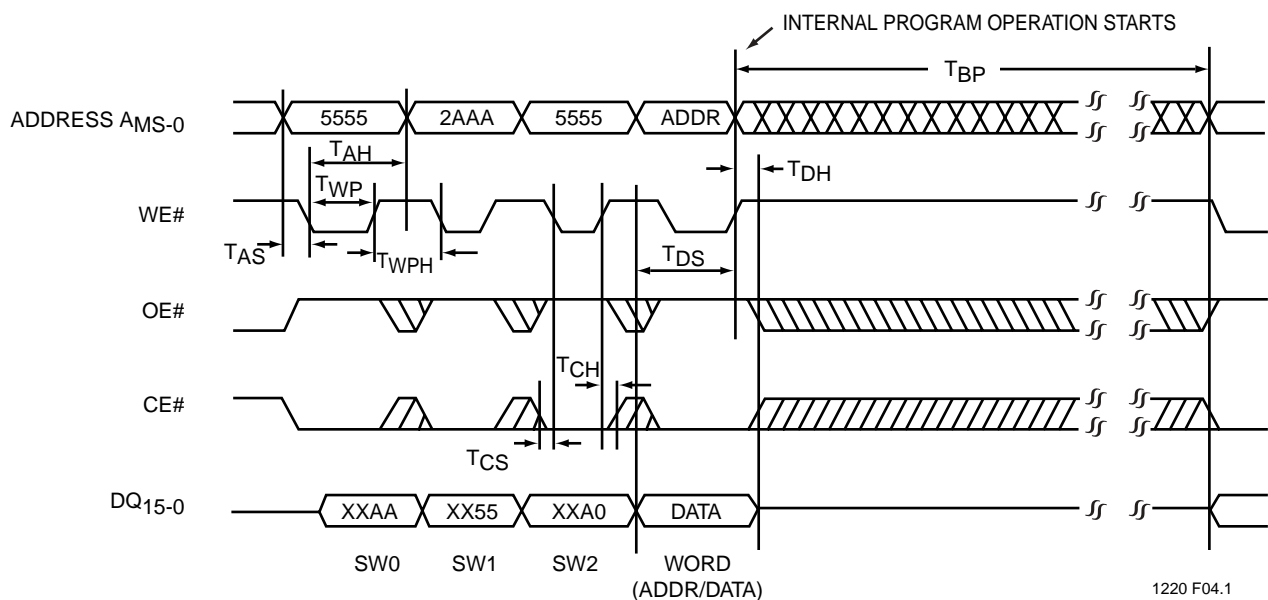 INTERNAL PROGRAM OPERATION STARTS
TBP
ADDRESS AMS-0
5555
2AAA
5555
ADDR
TAH
TDH
TWP
WE#
TAS
TWPH
TDS
OE#
TCH
CE#
TCS
DQ15-0
XXAA
XX55
XXA0
DATA
SW0
SW1
SW2
WORD
(ADDR/DATA)
1220 F04.1